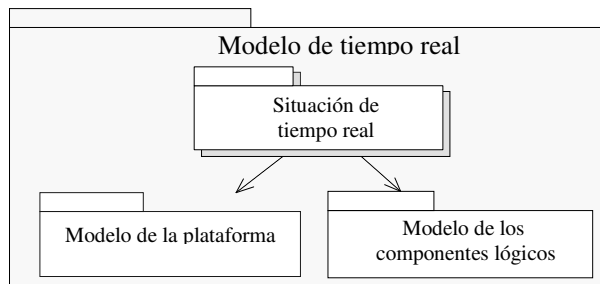 Modelo de tiempo real
Situación de
tiempo real
Modelo de la plataforma
Modelo de los
componentes lógicos